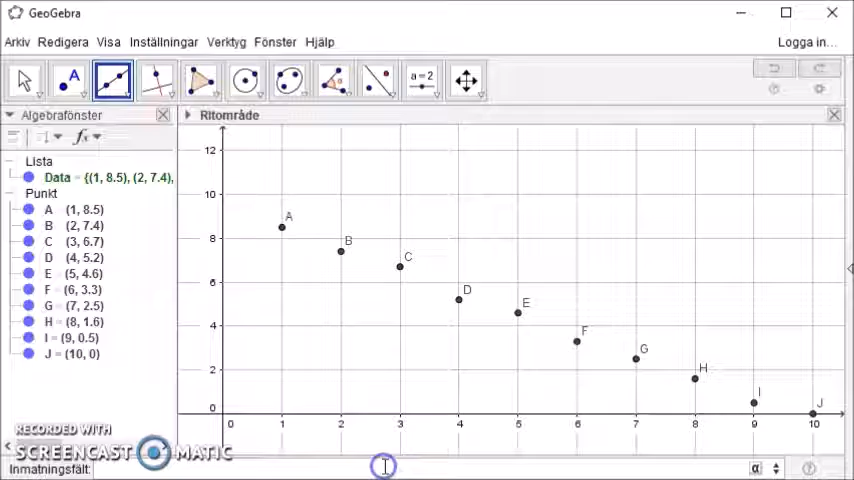 GeoGebra
Arkiv Redigera Visa Inställningar Verktyg Fönster Hjälp
Logga in...
A
a=2
Algebrafönster
Ritområde
Lista
Data = {(1, 8.5), (2, 7.4),
Punkt
A (1, 8.5)
B (2, 7.4)
C (3, 6.7)
D (4, 5.2)
E (5, 4.6)
F = (6, 3.3)
G = (7, 2.5)
H = (8, 1.6)
I = (9, 0.5)
J = (10, 0)
12
10
8
6
4
2
0
A
B
C
D
E
F
G
H
I
J
0 1 2 3 4 5 6 7 8 9 10
RECORDED WITH
SCREENCAST MATIC
Inmatningsfält:
α